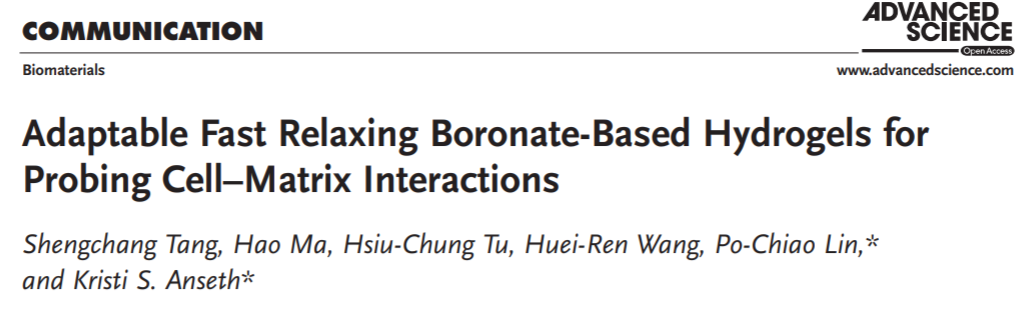 COMMUNICATION
ADVANCED
SCIENCE
Open Access
Biomaterials
www.advancedscience.com
Adaptable Fast Relaxing Boronate-Based Hydrogels for
Probing Cell–Matrix Interactions
Shengchang Tang, Hao Ma, Hsiu-Chung Tu, Huei-Ren Wang, Po-Chiao Lin,*
and Kristi S. Anseth*